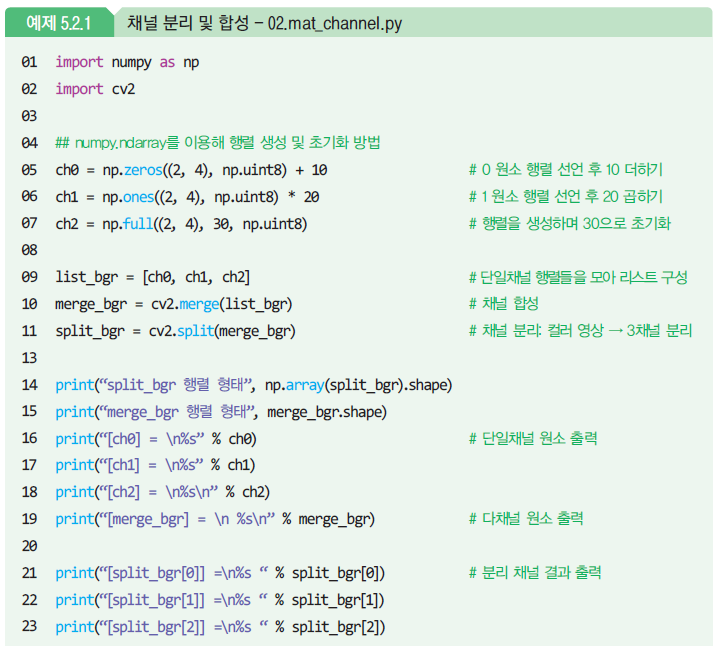 예제 5.2.1 채널 분리 및 합성 – 02.mat_channel.py
01 import numpy as np
02 import cv2
03
04 ## numpy.ndarray를 이용해 행렬 생성 및 초기화 방법
05 ch0 = np.zeros((2, 4), np.uint8) + 10 # 0 원소 행렬 선언 후 10 더하기
06 ch1 = np.ones((2, 4), np.uint8) * 20 # 1 원소 행렬 선언 후 20 곱하기
07 ch2 = np.full((2, 4), 30, np.uint8) # 행렬을 생성하며 30으로 초기화
08
09 list_bgr = [ch0, ch1, ch2] # 단일채널 행렬들을 모아 리스트 구성
10 merge_bgr = cv2.merge(list_bgr) # 채널 합성
11 split_bgr = cv2.split(merge_bgr) # 채널 분리: 컬러 영상 → 3채널 분리
13
14 print(“split_bgr 행렬 형태”, np.array(split_bgr).shape)
15 print(“merge_bgr 행렬 형태”, merge_bgr.shape)
16 print(“[ch0] = \n%s” % ch0) # 단일채널 원소 출력
17 print(“[ch1] = \n%s” % ch1)
18 print(“[ch2] = \n%s\n” % ch2)
19 print(“[merge_bgr] = \n %s\n” % merge_bgr) # 다채널 원소 출력
20
21 print(“[split_bgr[0]] =\n%s “ % split_bgr[0]) # 분리 채널 결과 출력
22 print(“[split_bgr[1]] =\n%s “ % split_bgr[1])
23 print(“[split_bgr[2]] =\n%s “ % split_bgr[2])